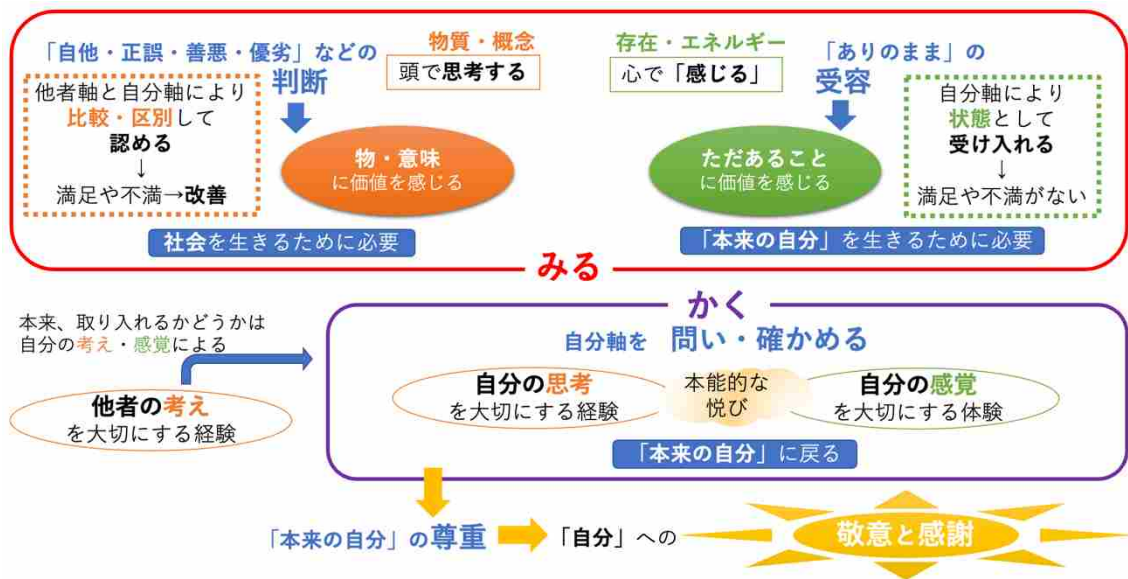 「自他・正誤・善悪・優劣」などの
判断
物質・概念
頭で思考する
他者軸と自分軸により
比較・区別して
認める
↓
満足や不満→改善
物・意味
に価値を感じる
社会を生きるために必要
存在・エネルギー
心で「感じる」
「ありのまま」の
受容
ただあること
に価値を感じる
自分軸により
状態として
受け入れる
↓
満足や不満がない
「本来の自分」を生きるために必要
みる
かく
本来、取り入れるかどうかは
自分の考え・感覚による
他者の考え
を大切にする経験
自分軸を 問い・確かめる
自分の思考
を大切にする経験
本能的な
悦び
自分の感覚
を大切にする体験
「本来の自分」に戻る
「本来の自分」の尊重
「自分」への
敬意と感謝